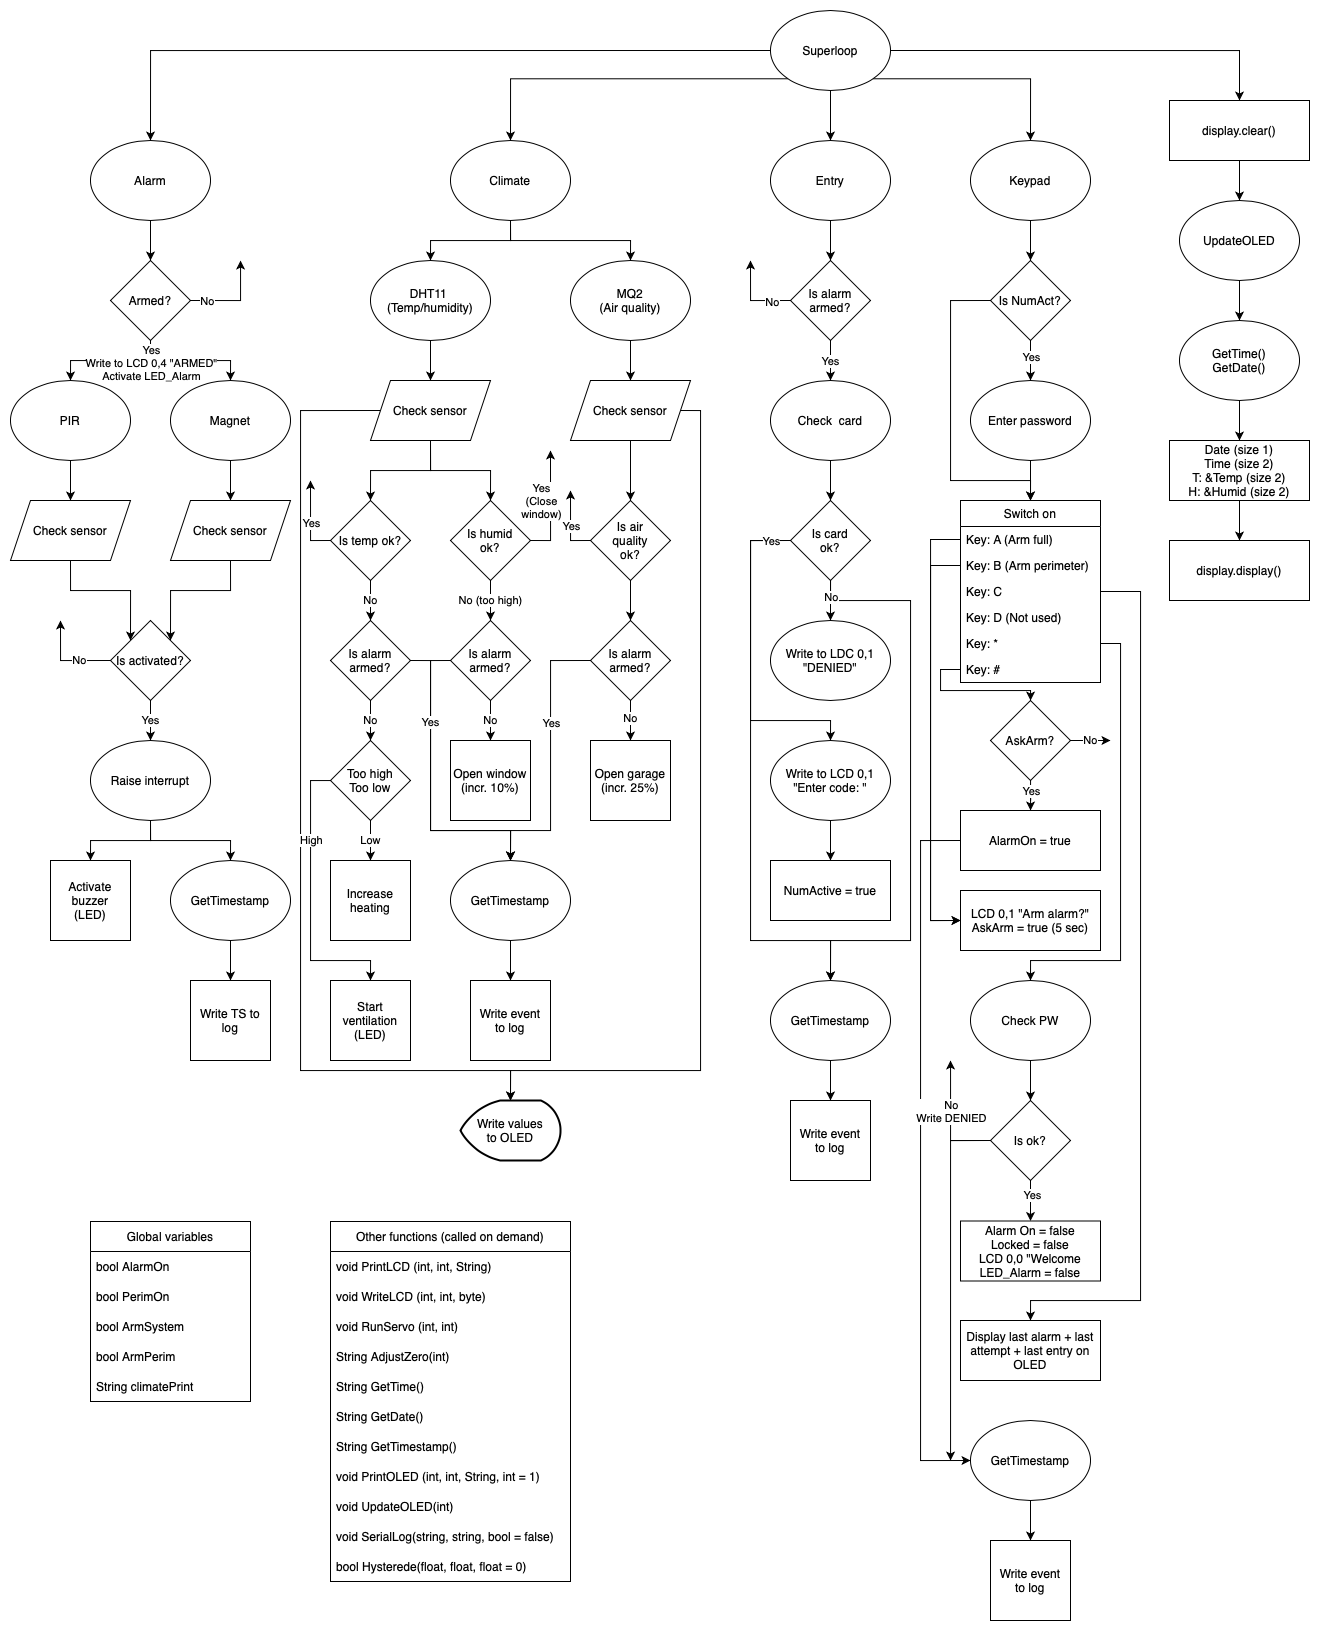 Superloop
display.clear()
Alarm
Climate
Entry
Keypad
UpdateOLED
Armed?
No
DHT11
(Temp/humidity)
MQ2
(Air quality)
Is alarm
armed?
No
Is NumAct?
Yes
Write to LCD 0,4 "ARMED"
Activate LED_Alarm
Yes
Yes
GetTime()
GetDate()
PIR
Magnet
Check sensor
Check sensor
Check  card
Enter password
Date (size 1)
Time (size 2)
T: &Temp (size 2)
H: &Humid (size 2)
Check sensor
Check sensor
Yes
Is temp ok?
Is humid
ok?
Yes
(Close
window)
Yes
Is air
quality
ok?
Yes
Is card
ok?
Switch on
Key: A (Arm full)
Key: B (Arm perimeter)
Key: C
Key: D (Not used)
Key: *
Key: #
display.display()
No
No (too high)
No
Is activated?
No
Is alarm
armed?
Is alarm
armed?
Is alarm
armed?
Write to LDC 0,1
"DENIED"
Yes
No
Yes
No
Yes
No
AskArm?
No
Raise interrupt
Too high
Too low
Open window
(incr. 10%)
Open garage
(incr. 25%)
Write to LCD 0,1
"Enter code: "
Yes
High
Low
AlarmOn = true
Activate
buzzer
(LED)
GetTimestamp
Increase
heating
GetTimestamp
NumActive = true
LCD 0,1 "Arm alarm?"
AskArm = true (5 sec)
Write TS to
log
Start
ventilation
(LED)
Write event
to log
GetTimestamp
Check PW
No
Write DENIED
Write values
to OLED
Write event
to log
Is ok?
Yes
Alarm On = false
Locked = false
LCD 0,0 "Welcome
LED_Alarm = false
Display last alarm + last
attempt + last entry on
OLED
GetTimestamp
Write event
to log
Global variables
bool AlarmOn
bool PerimOn
bool ArmSystem
bool ArmPerim
String climatePrint
Other functions (called on demand)
void PrintLCD (int, int, String)
void WriteLCD (int, int, byte)
void RunServo (int, int)
String AdjustZero(int)
String GetTime()
String GetDate()
String GetTimestamp()
void PrintOLED (int, int, String, int = 1)
void UpdateOLED(int)
void SerialLog(string, string, bool = false)
bool Hysterede(float, float, float = 0)